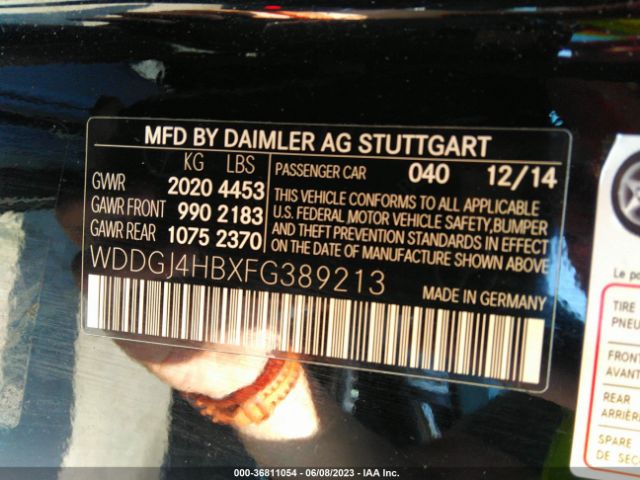 MFD BY DAIMLER AG STUTTGART
KG LBS
GVWR 2020 4453
GAWR FRONT 990 2183
GAWR REAR 1075 2370
PASSENGER CAR 040 12/14
THIS VEHICLE CONFORMS TO ALL APPLICABLE
U.S. FEDERAL MOTOR VEHICLE SAFETY, BUMPER
AND THEFT PREVENTION STANDARDS IN EFFECT
ON THE DATE OF MANUFACTURE SHOWN ABOVE
WDDGJ4HBXFG389213
MADE IN GERMANY
Le
TIRE
PNEU
FRONT
AVANT
REAR
ARRIÈRE
SPARE
DE
000-36811054 - 06/08/2023 - IAA Inc.